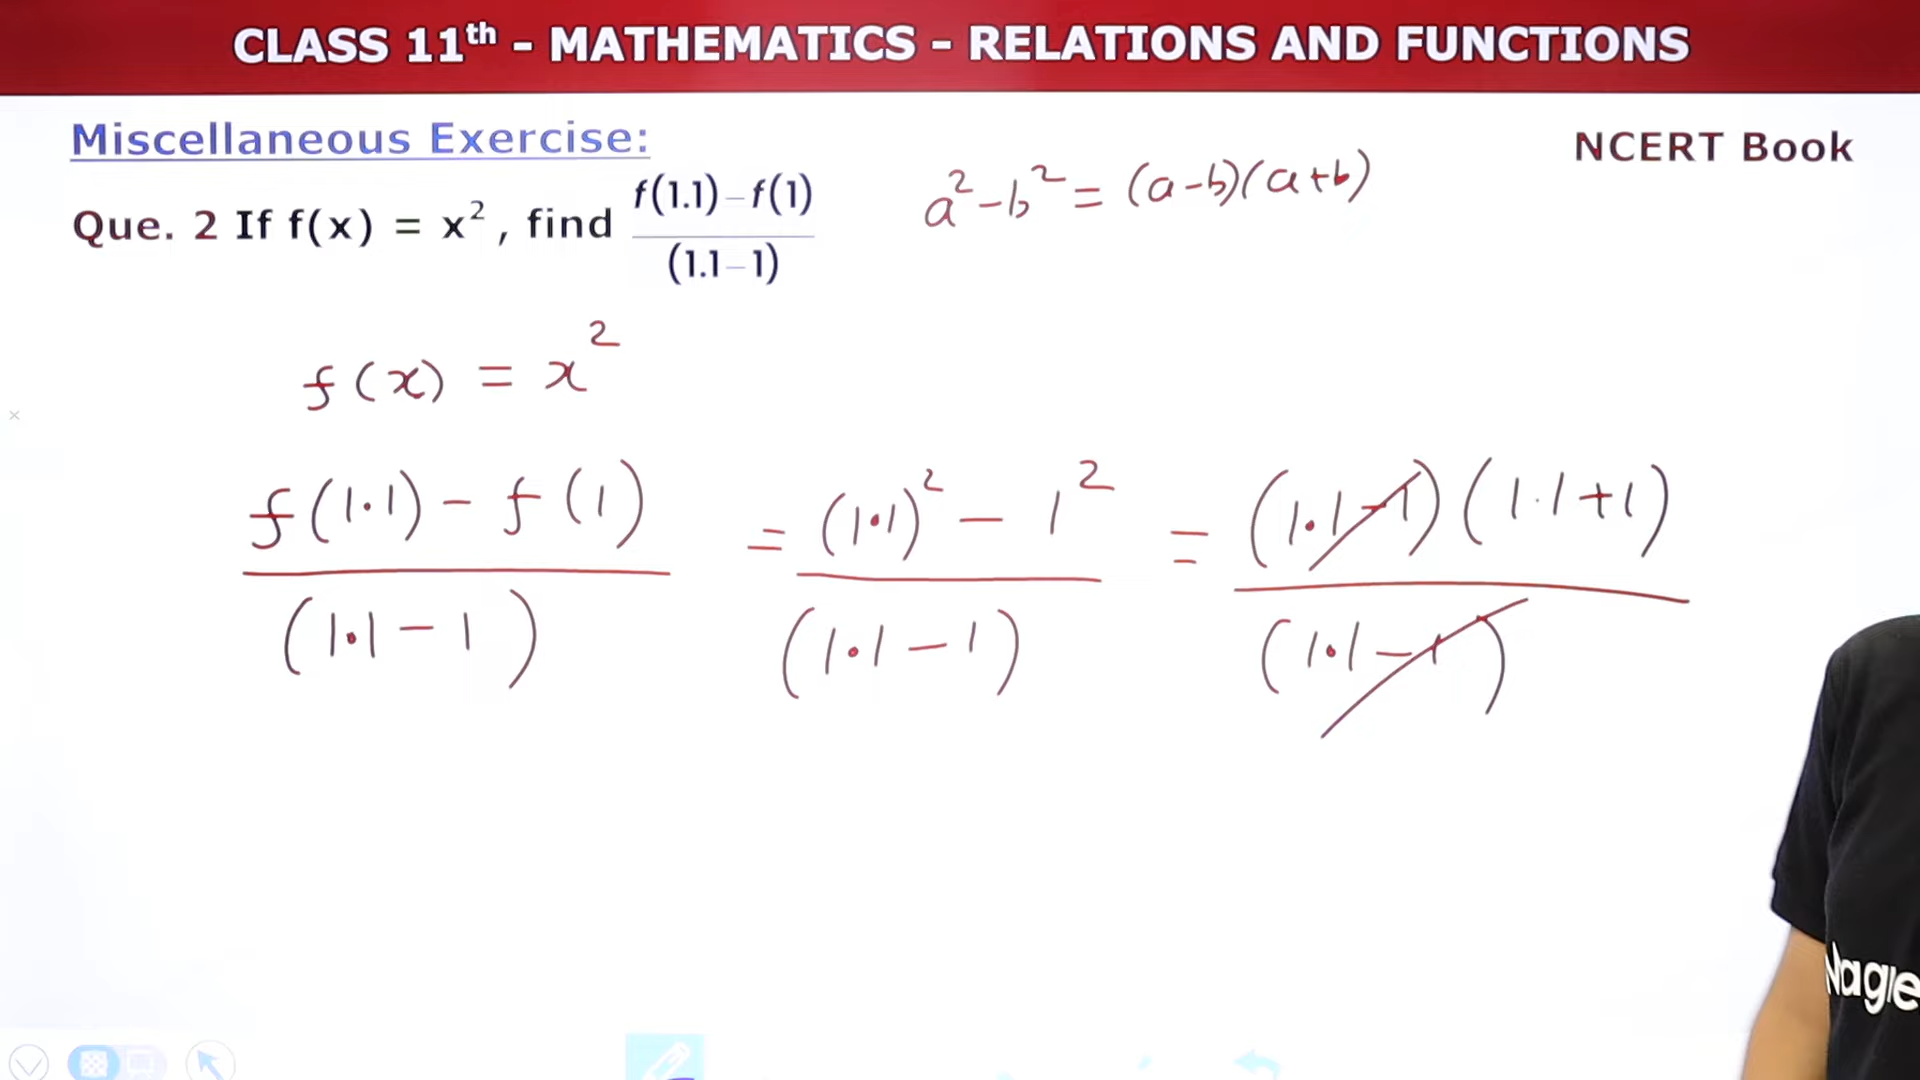 CLASS 11th - MATHEMATICS - RELATIONS AND FUNCTIONS
Miscellaneous Exercise:
NCERT Book
Que. 2 If f(x) = x², find (f(1.1) – f(1)) / (1.1 – 1)
a² - b² = (a-b)(a+b)
f(x) = x²
(f(1·1) - f(1)) / (1·1 - 1) = ((1·1)² - 1²) / (1·1 - 1) = ((1·1 - 1)(1·1 + 1)) / (1·1 - 1)